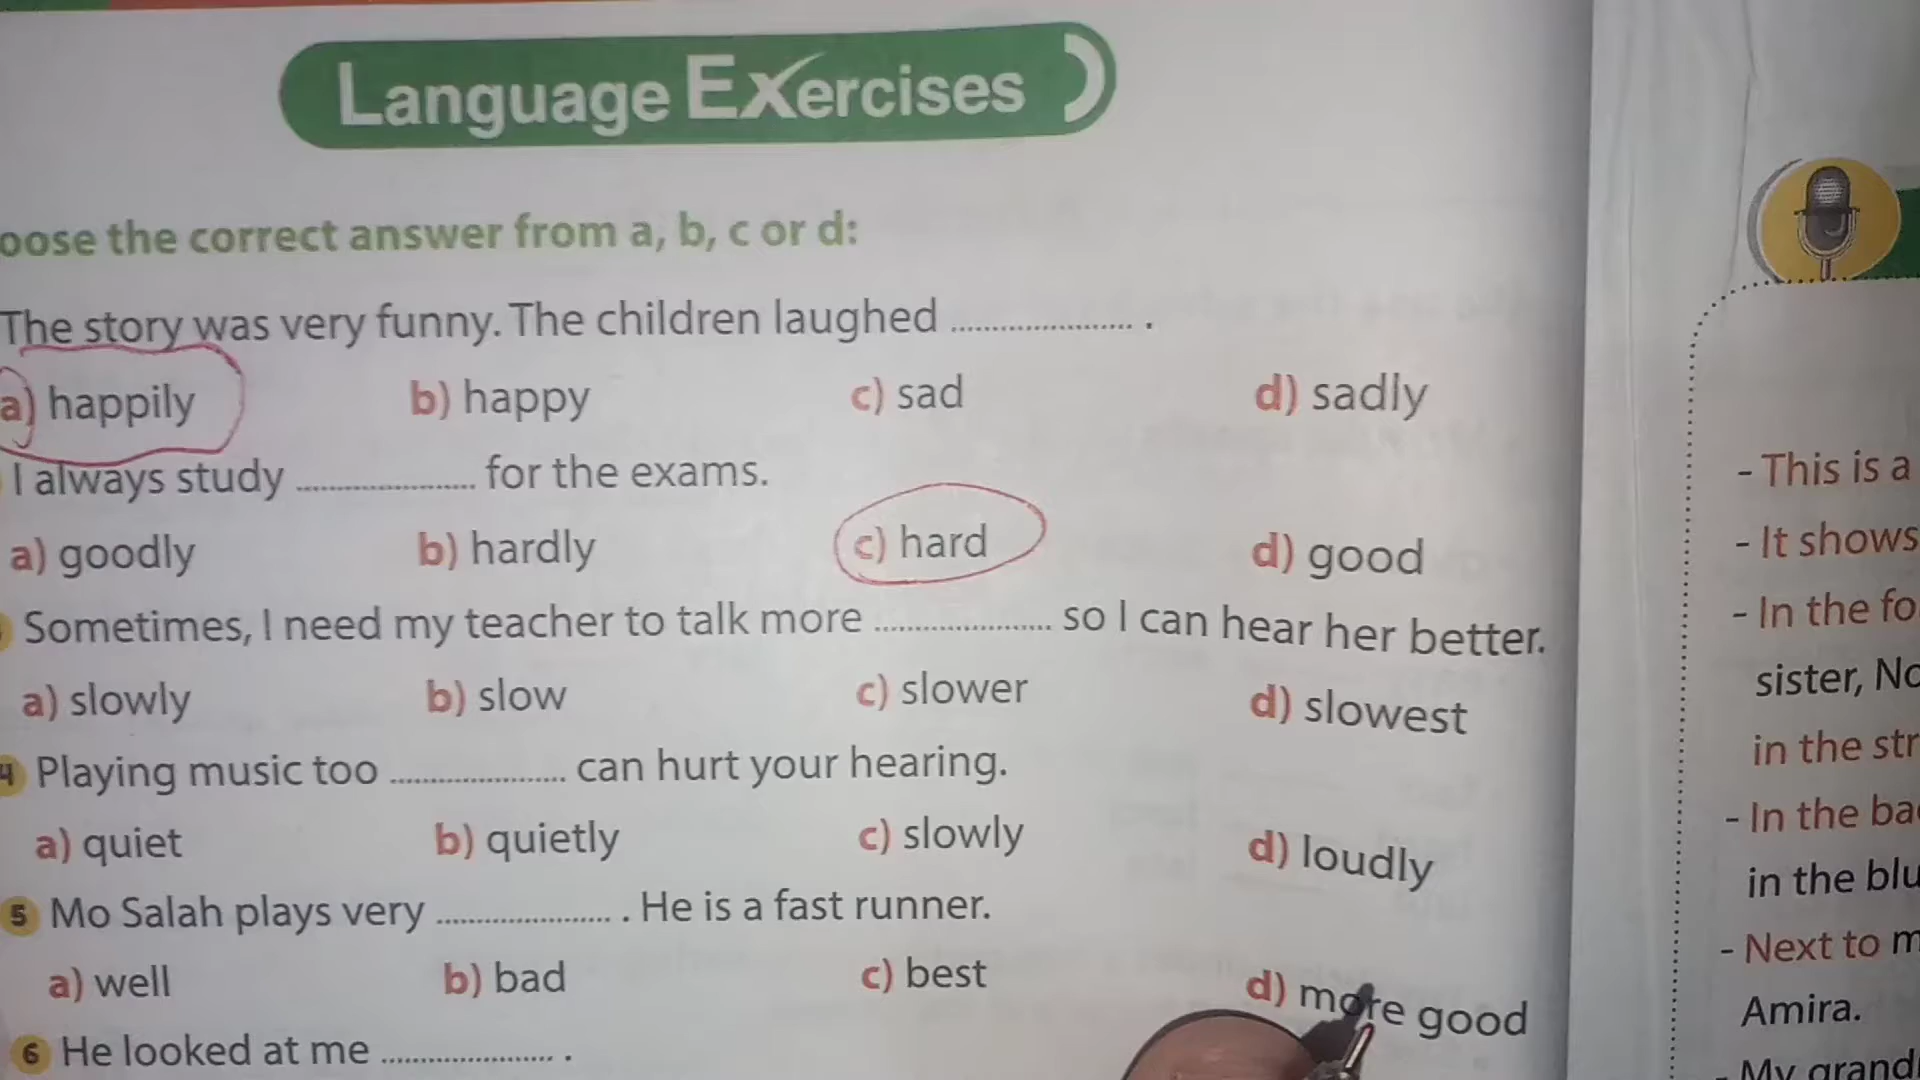 Language Exercises
oose the correct answer from a, b, c or d:
The story was very funny. The children laughed .................... .
a) happily b) happy c) sad d) sadly
I always study .................... for the exams.
a) goodly b) hardly c) hard d) good
Sometimes, I need my teacher to talk more .................... so I can hear her better.
a) slowly b) slow c) slower d) slowest
4 Playing music too .................... can hurt your hearing.
a) quiet b) quietly c) slowly d) loudly
5 Mo Salah plays very .................... . He is a fast runner.
a) well b) bad c) best d) more good
6 He looked at me .................... .
- This is a
- It shows
- In the fo
sister, No
in the str
- In the ba
in the blu
- Next to m
Amira.
- My grand